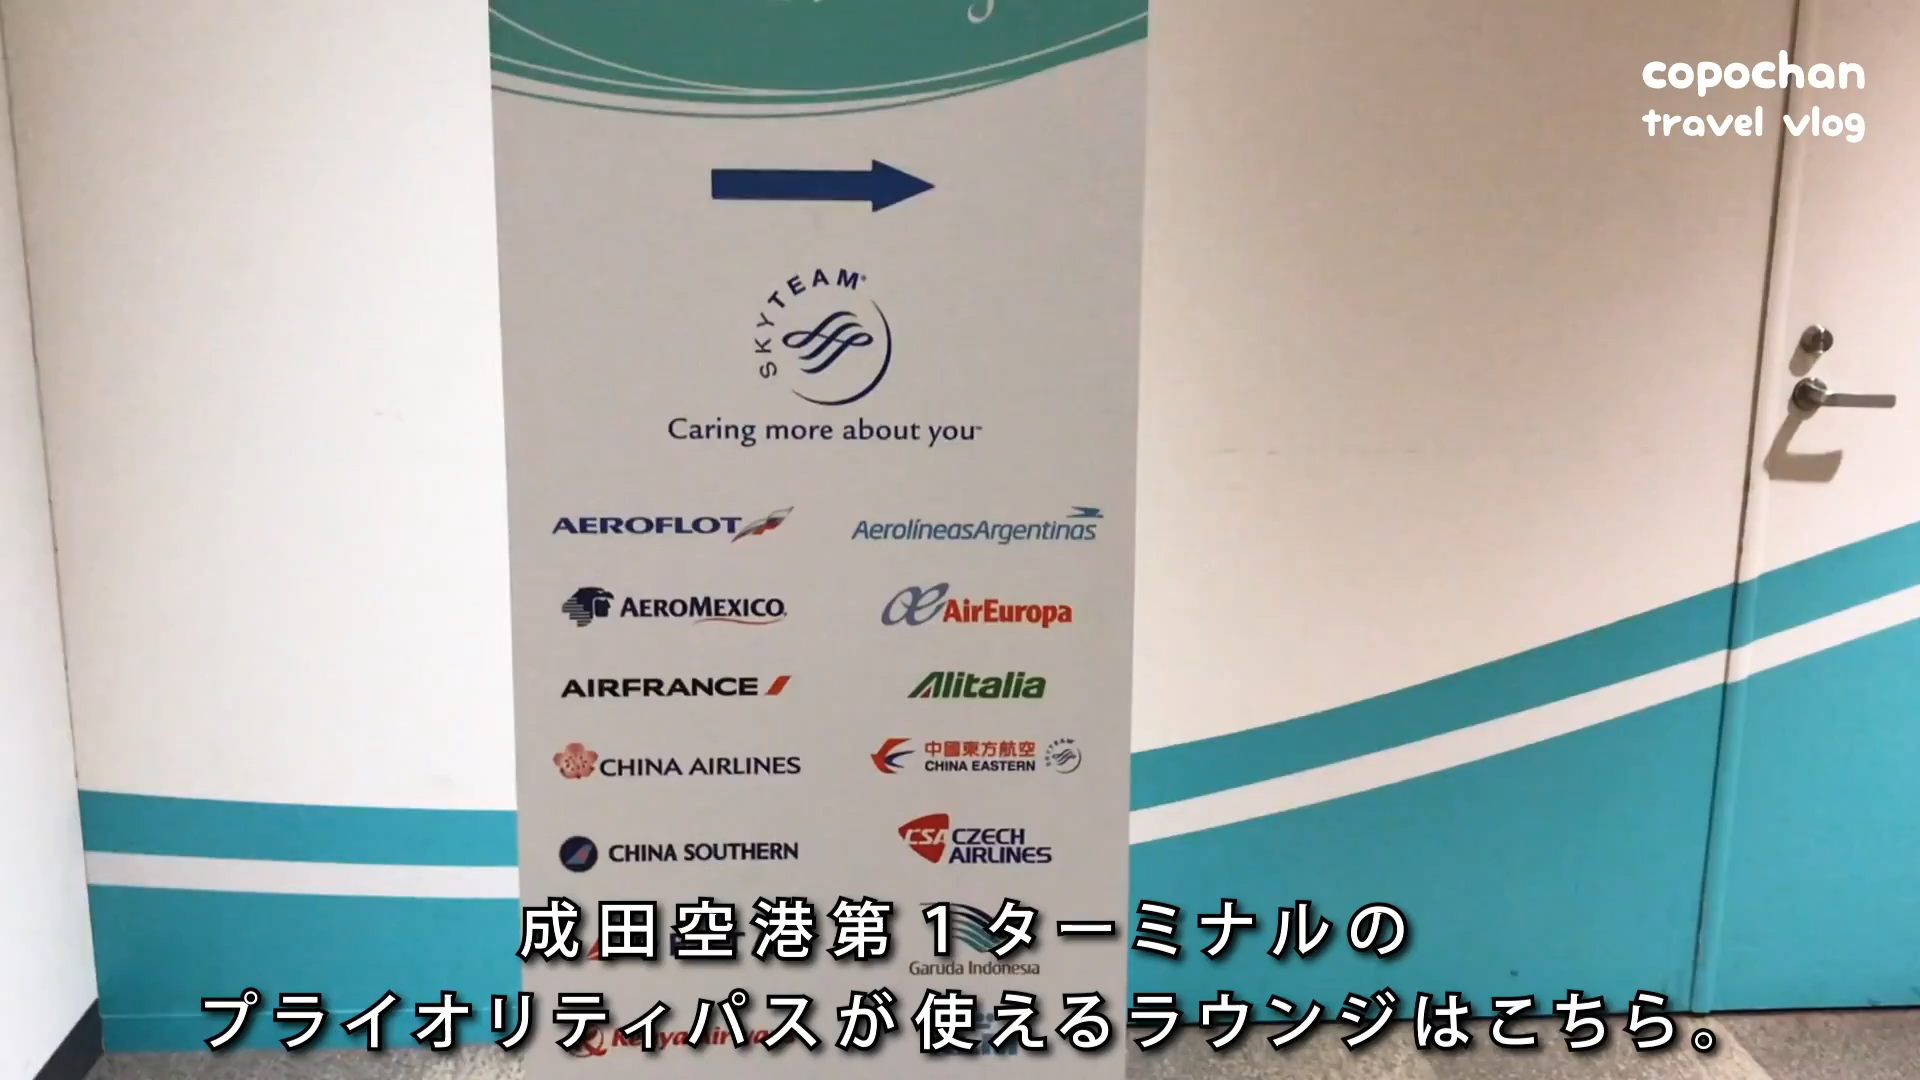 copochan
travel vlog
SKYTEAM
Caring more about you
AEROFLOT
AerolíneasArgentinas
AEROMEXICO
AirEuropa
AIRFRANCE
Alitalia
CHINA AIRLINES
中國東方航空
CHINA EASTERN
SKYTEAM
CHINA SOUTHERN
CSA CZECH
AIRLINES
Garuda Indonesia
Kenya Airways
成田空港第1ターミナルの
プライオリティパスが使えるラウンジはこちら。